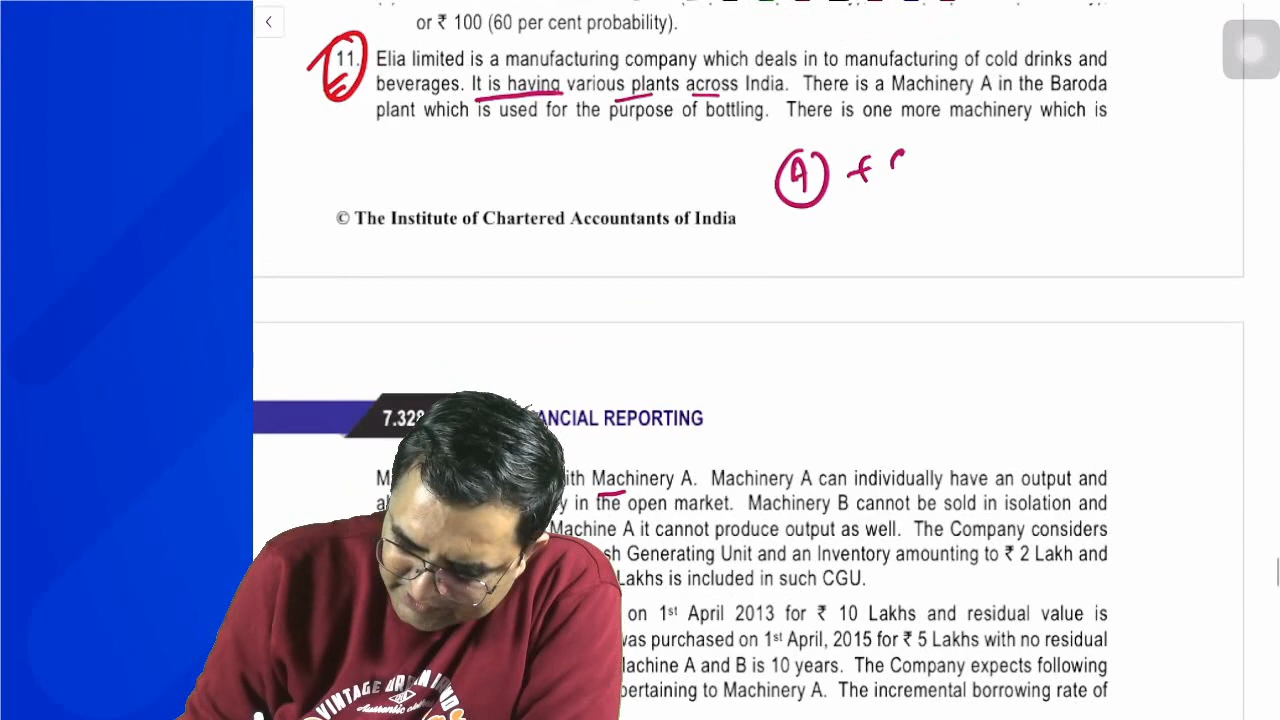 or ₹ 100 (60 per cent probability).
11. Elia limited is a manufacturing company which deals in to manufacturing of cold drinks and
beverages. It is having various plants across India. There is a Machinery A in the Baroda
plant which is used for the purpose of bottling. There is one more machinery which is
A +
© The Institute of Chartered Accountants of India
7.328 ANCIAL REPORTING
ith Machinery A. Machinery A can individually have an output and
y in the open market. Machinery B cannot be sold in isolation and
Machine A it cannot produce output as well. The Company considers
sh Generating Unit and an Inventory amounting to ₹ 2 Lakh and
Lakhs is included in such CGU.
on 1st April 2013 for ₹ 10 Lakhs and residual value is
was purchased on 1st April, 2015 for ₹ 5 Lakhs with no residual
achine A and B is 10 years. The Company expects following
pertaining to Machinery A. The incremental borrowing rate of
VINTAGE